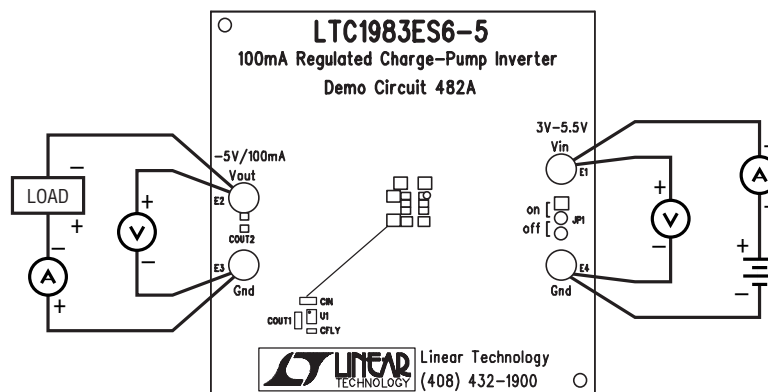 LTC1983ES6-5
100mA Regulated Charge-Pump Inverter
Demo Circuit 482A
-5V/100mA
Vout
E2
COUT2
E3
Gnd
LOAD
-
+
-
A
+
+
V
-
3V-5.5V
Vin
E1
on
off
JP1
E4
Gnd
+
V
-
A
+
-
CIN
COUT1
U1
CFLY
LINEAR
TECHNOLOGY
Linear Technology
(408) 432-1900